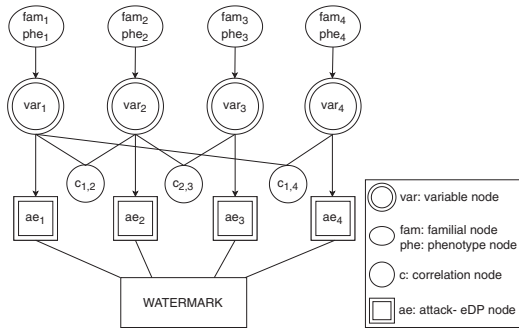 fam₁ fam₂ fam₃ fam₄
phe₁ phe₂ phe₃ phe₄
var₁ var₂ var₃ var₄
c₁,₂ c₂,₃ c₁,₄
ae₁ ae₂ ae₃ ae₄
WATERMARK
var: variable node
fam: familial node
phe: phenotype node
c: correlation node
ae: attack- eDP node